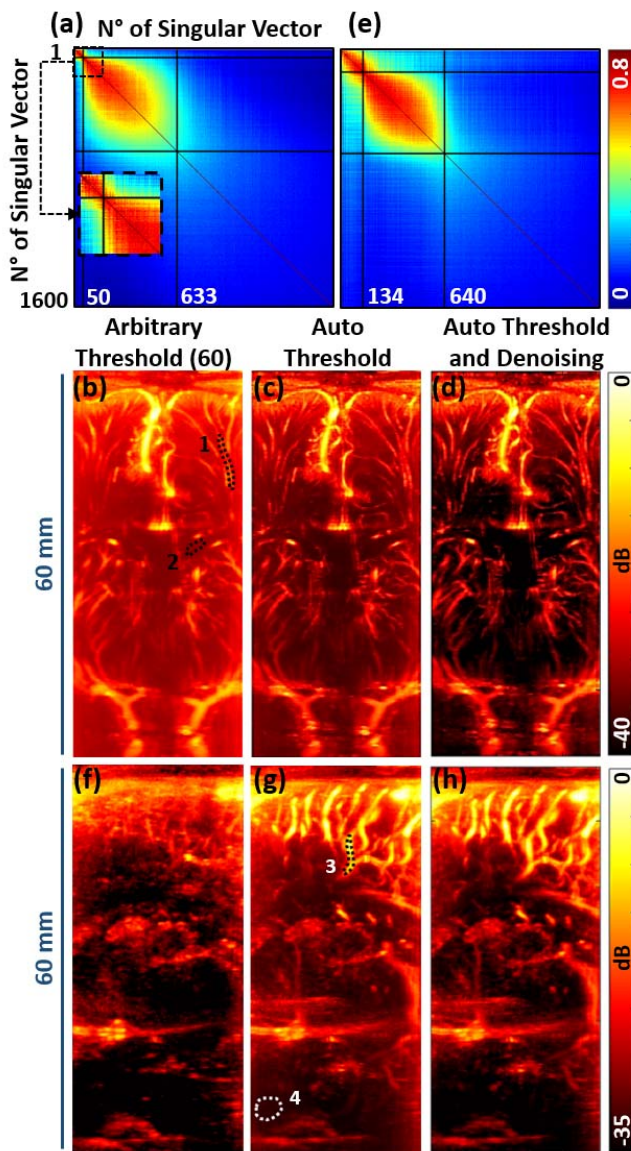 (a) N° of Singular Vector (e)
1
N° of Singular Vector
1600
50 633
134 640
0.8
0
Arbitrary Threshold (60)
Auto Threshold
Auto Threshold and Denoising
(b) (c) (d)
1
2
60 mm
0
dB
-40
(f) (g) (h)
3
4
60 mm
0
dB
-35